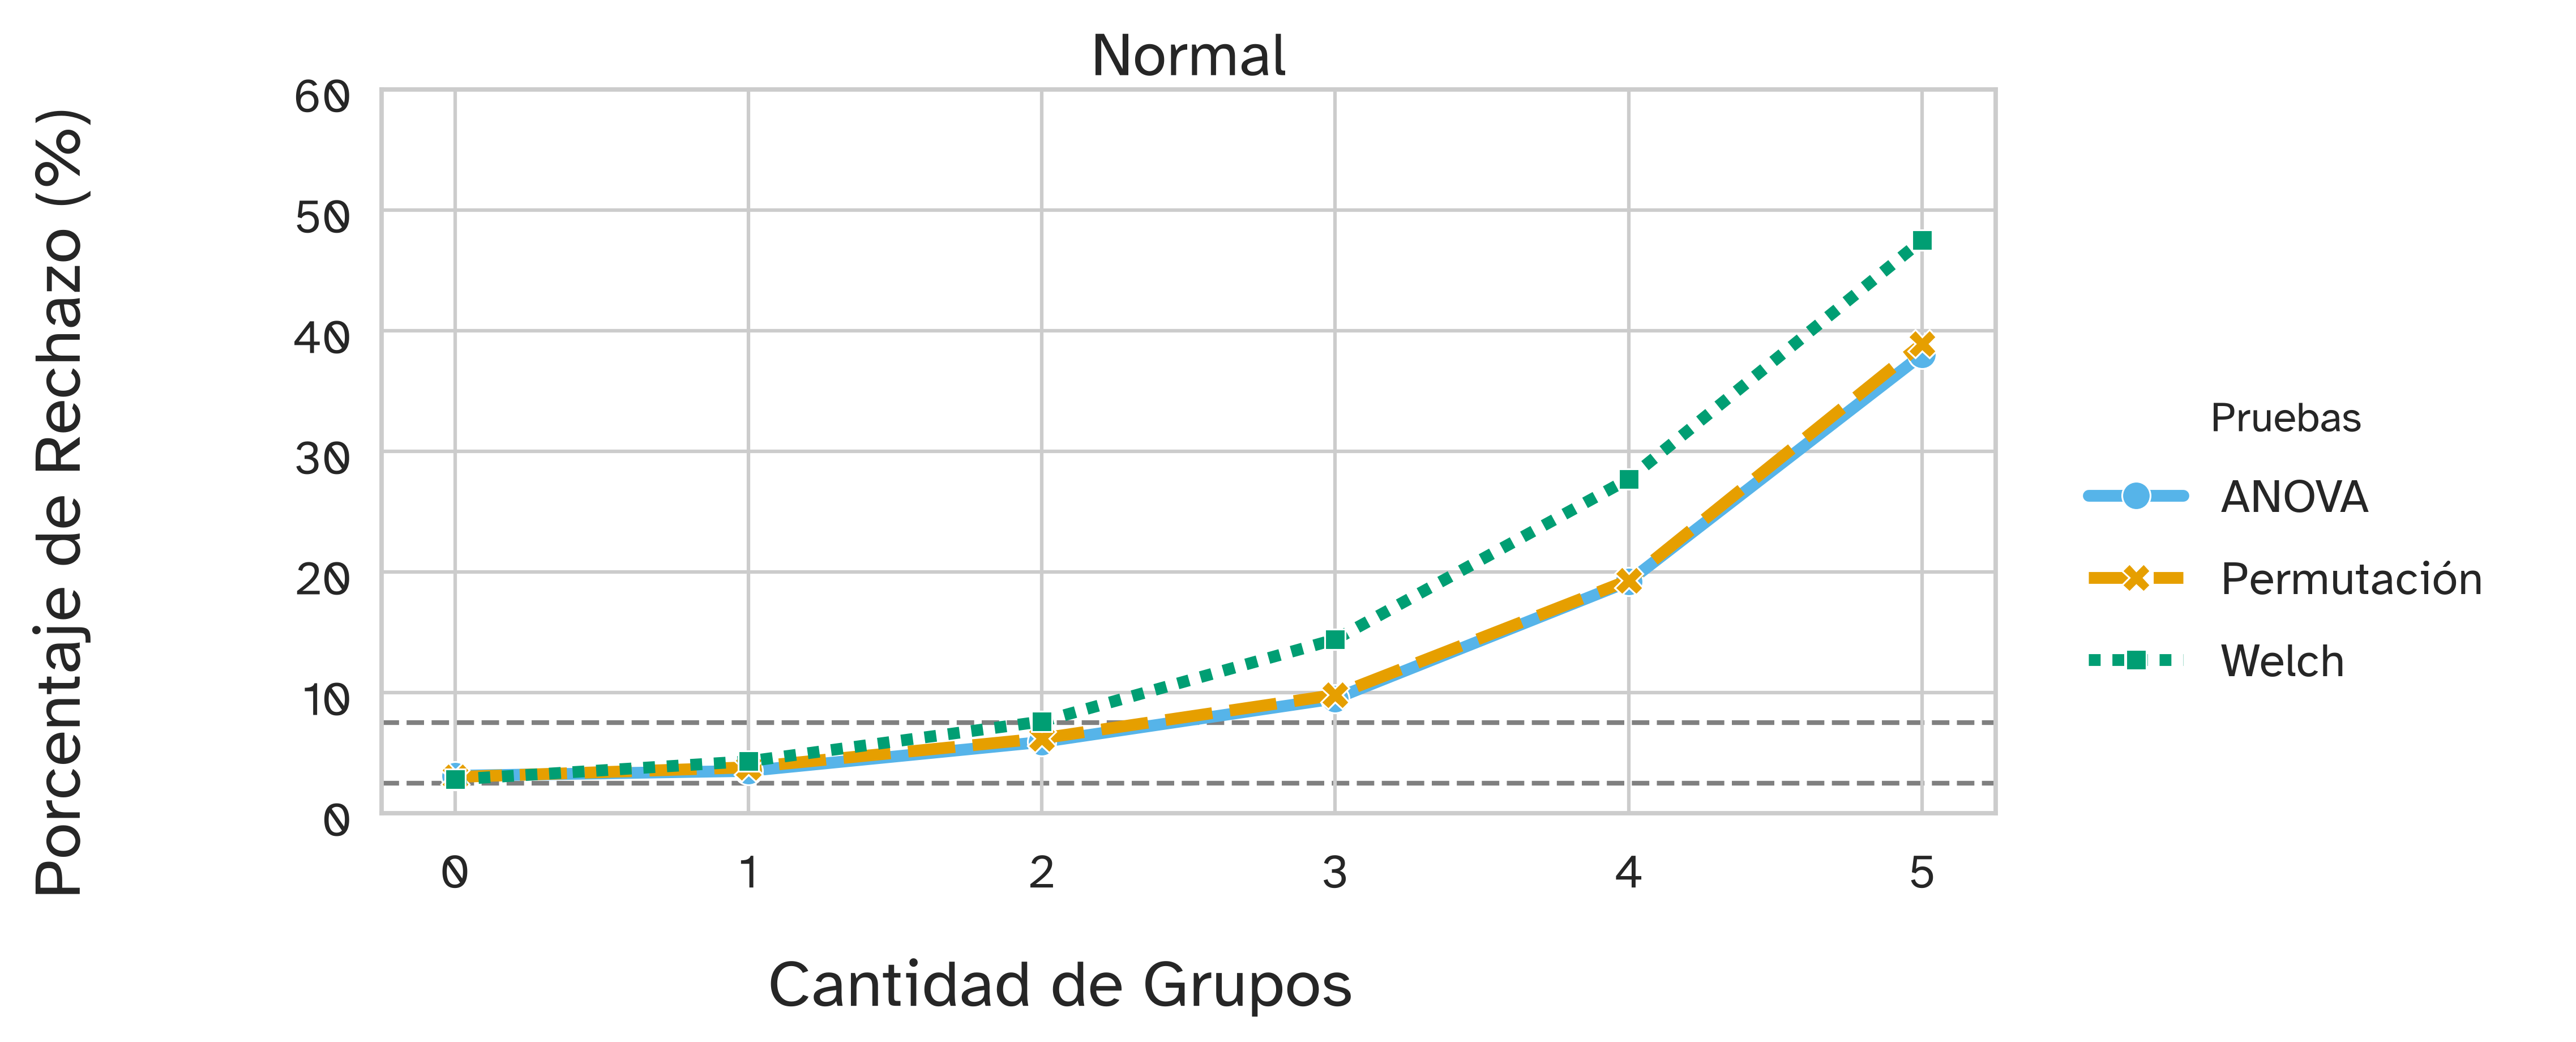 Normal
Porcentaje de Rechazo (%)
60
50
40
30
20
10
0
0 1 2 3 4 5
Cantidad de Grupos
Pruebas
ANOVA
Permutación
Welch